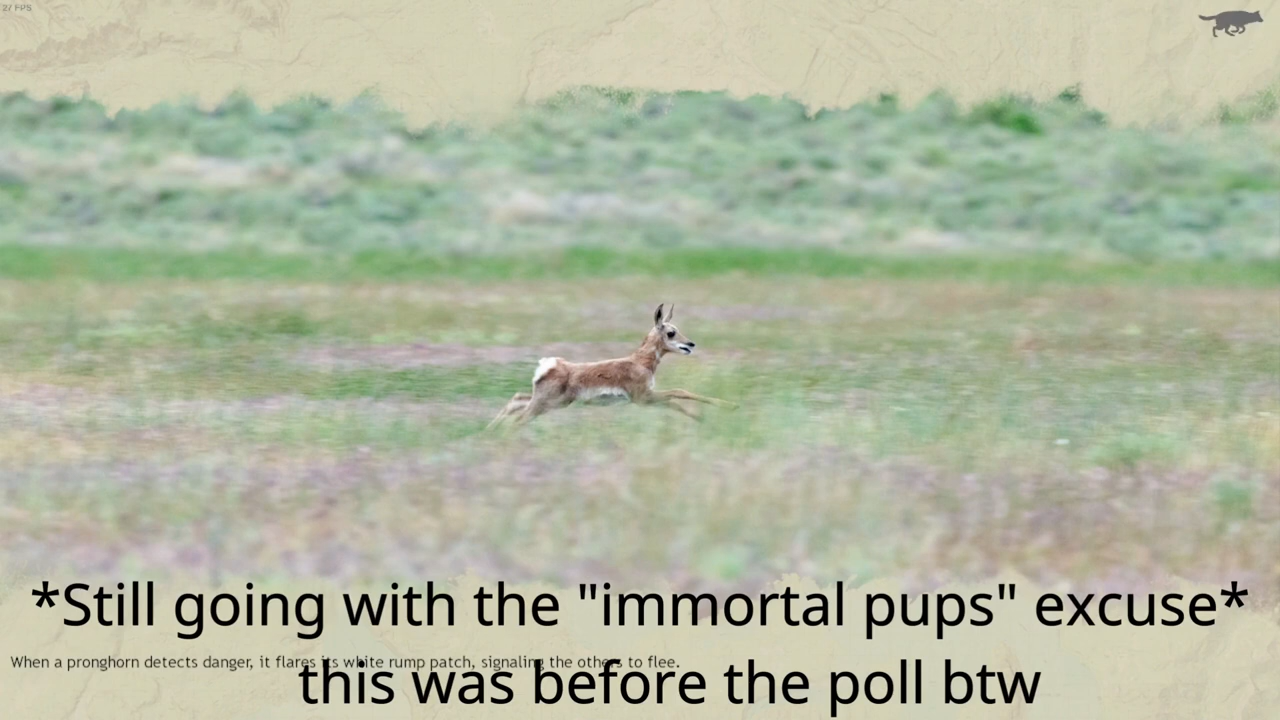 27 FPS
*Still going with the "immortal pups" excuse*
When a pronghorn detects danger, it flares its white rump patch, signaling the others to flee.
this was before the poll btw